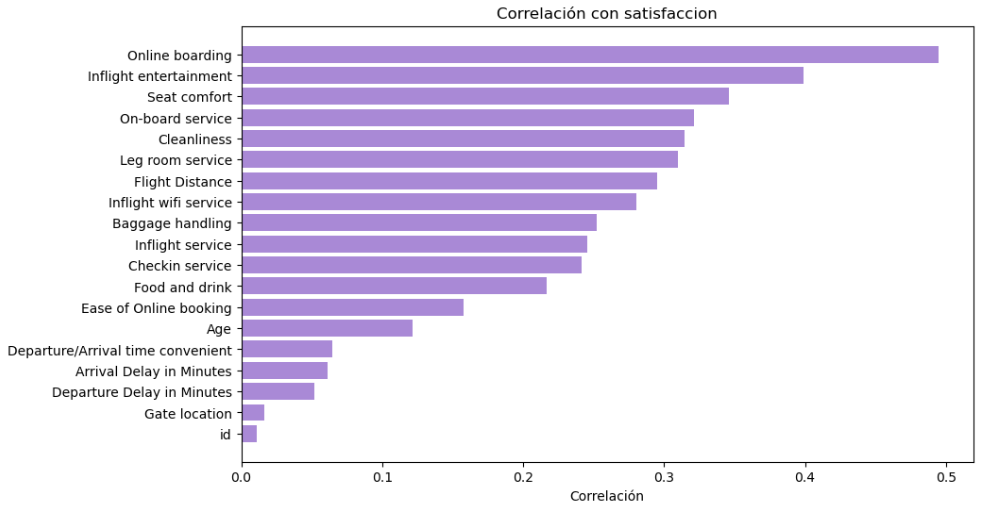 Correlación con satisfaccion
Online boarding
Inflight entertainment
Seat comfort
On-board service
Cleanliness
Leg room service
Flight Distance
Inflight wifi service
Baggage handling
Inflight service
Checkin service
Food and drink
Ease of Online booking
Age
Departure/Arrival time convenient
Arrival Delay in Minutes
Departure Delay in Minutes
Gate location
id
0.0 0.1 0.2 0.3 0.4 0.5
Correlación